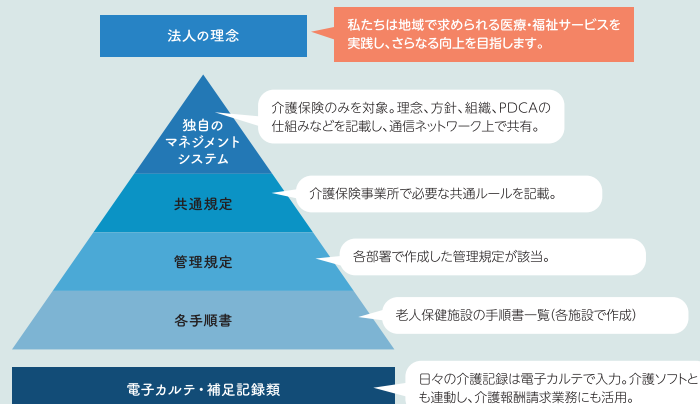 法人の理念
私たちは地域で求められる医療・福祉サービスを
実践し、さらなる向上を目指します。
独自の
マネジメント
システム
介護保険のみを対象。理念、方針、組織、PDCAの
仕組みなどを記載し、通信ネットワーク上で共有。
共通規定
介護保険事業所で必要な共通ルールを記載。
管理規定
各部署で作成した管理規定が該当。
各手順書
老人保健施設の手順書一覧(各施設で作成)
電子カルテ・補足記録類
日々の介護記録は電子カルテで入力。介護ソフトと
も連動し、介護報酬請求業務にも活用。